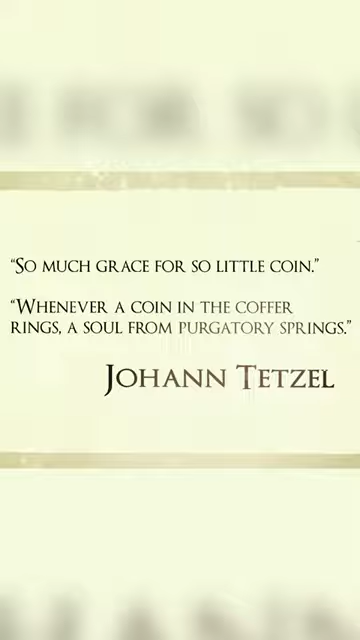 “So much grace for so little coin.”
“Whenever a coin in the coffer
rings, a soul from purgatory springs.”
Johann Tetzel